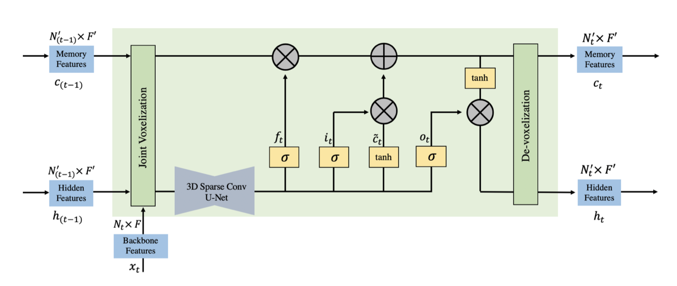 N′(t−1) × F′
Memory
Features
c(t−1)
N′(t−1) × F′
Hidden
Features
h(t−1)
Nt × F
Backbone
Features
xt
Joint Voxelization
3D Sparse Conv
U-Net
ft
σ
it
σ
c̃t
tanh
ot
σ
tanh
De-voxelization
N′t × F′
Memory
Features
ct
N′t × F′
Hidden
Features
ht